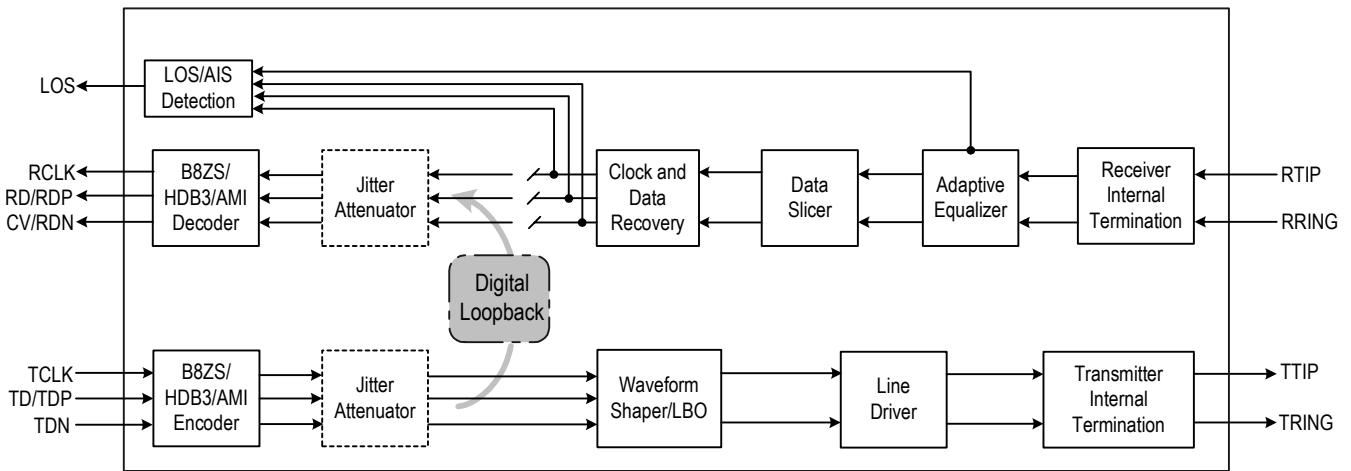 LOS
LOS/AIS
Detection
RCLK
RD/RDP
CV/RDN
B8ZS/
HDB3/AMI
Decoder
Jitter
Attenuator
Clock and
Data
Recovery
Data
Slicer
Adaptive
Equalizer
Receiver
Internal
Termination
RTIP
RRING
Digital
Loopback
TCLK
TD/TDP
TDN
B8ZS/
HDB3/AMI
Encoder
Jitter
Attenuator
Waveform
Shaper/LBO
Line
Driver
Transmitter
Internal
Termination
TTIP
TRING